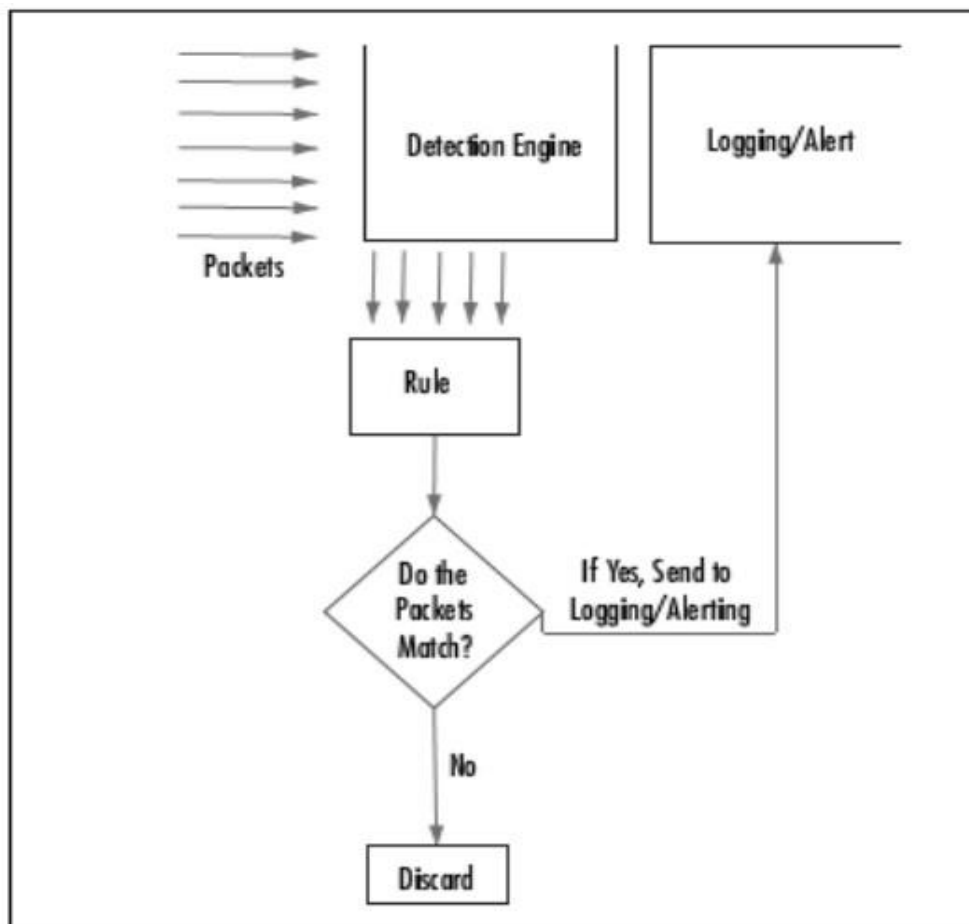 Detection Engine
Logging/Alert
Packets
Rule
Do the
Packets
Match?
If Yes, Send to
Logging/Alerting
No
Discard